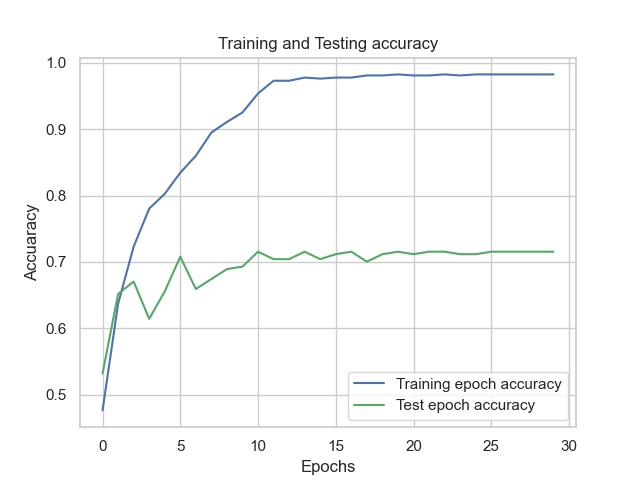 Training and Testing accuracy
1.0
0.9
0.8
0.7
0.6
0.5
Accuaracy
Training epoch accuracy
Test epoch accuracy
0 5 10 15 20 25 30
Epochs